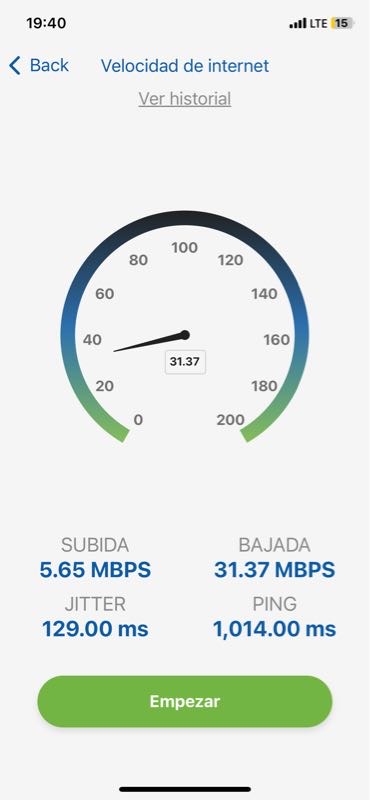 19:40 LTE 15
Back Velocidad de internet
Ver historial
100
80 120
60 140
40 160
31.37
20 180
0 200
SUBIDA BAJADA
5.65 MBPS 31.37 MBPS
JITTER PING
129.00 ms 1,014.00 ms
Empezar